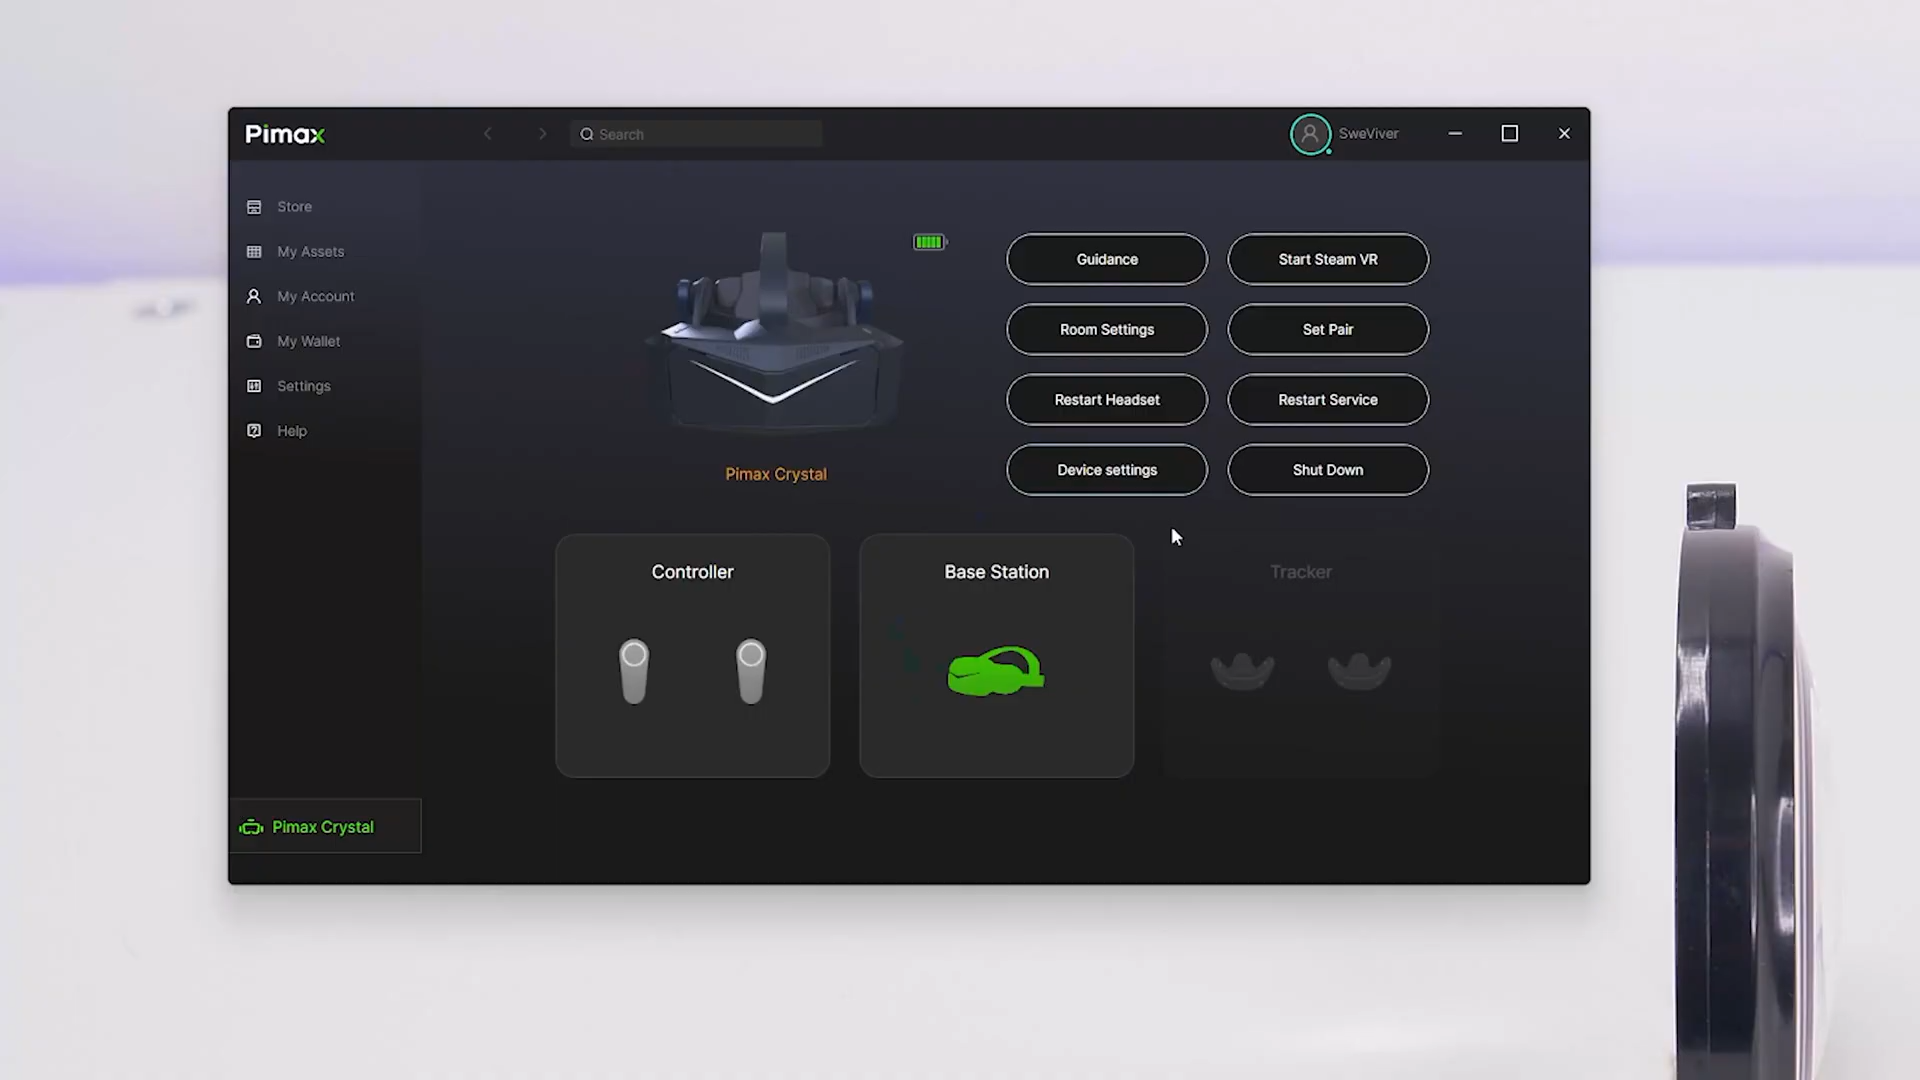 Pimax
Search
SweViver
Store
My Assets
My Account
My Wallet
Settings
Help
Guidance
Start Steam VR
Room Settings
Set Pair
Restart Headset
Restart Service
Device settings
Shut Down
Pimax Crystal
Controller
Base Station
Tracker
Pimax Crystal